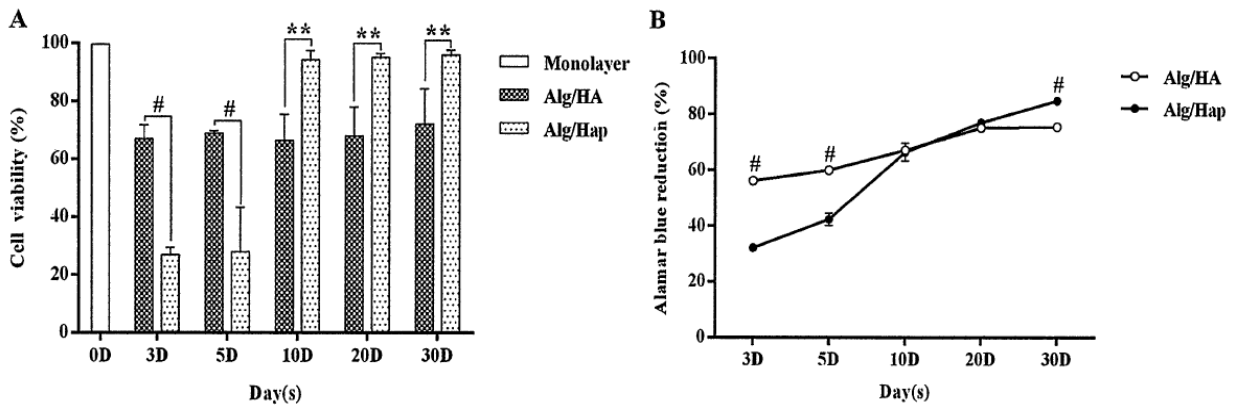 A
Cell viability (%)
100
80
60
40
20
0
#
#
**
**
**
0D 3D 5D 10D 20D 30D
Day(s)
Monolayer
Alg/HA
Alg/Hap
B
Alamar blue reduction (%)
100
80
60
40
20
0
#
#
#
3D 5D 10D 20D 30D
Day(s)
Alg/HA
Alg/Hap